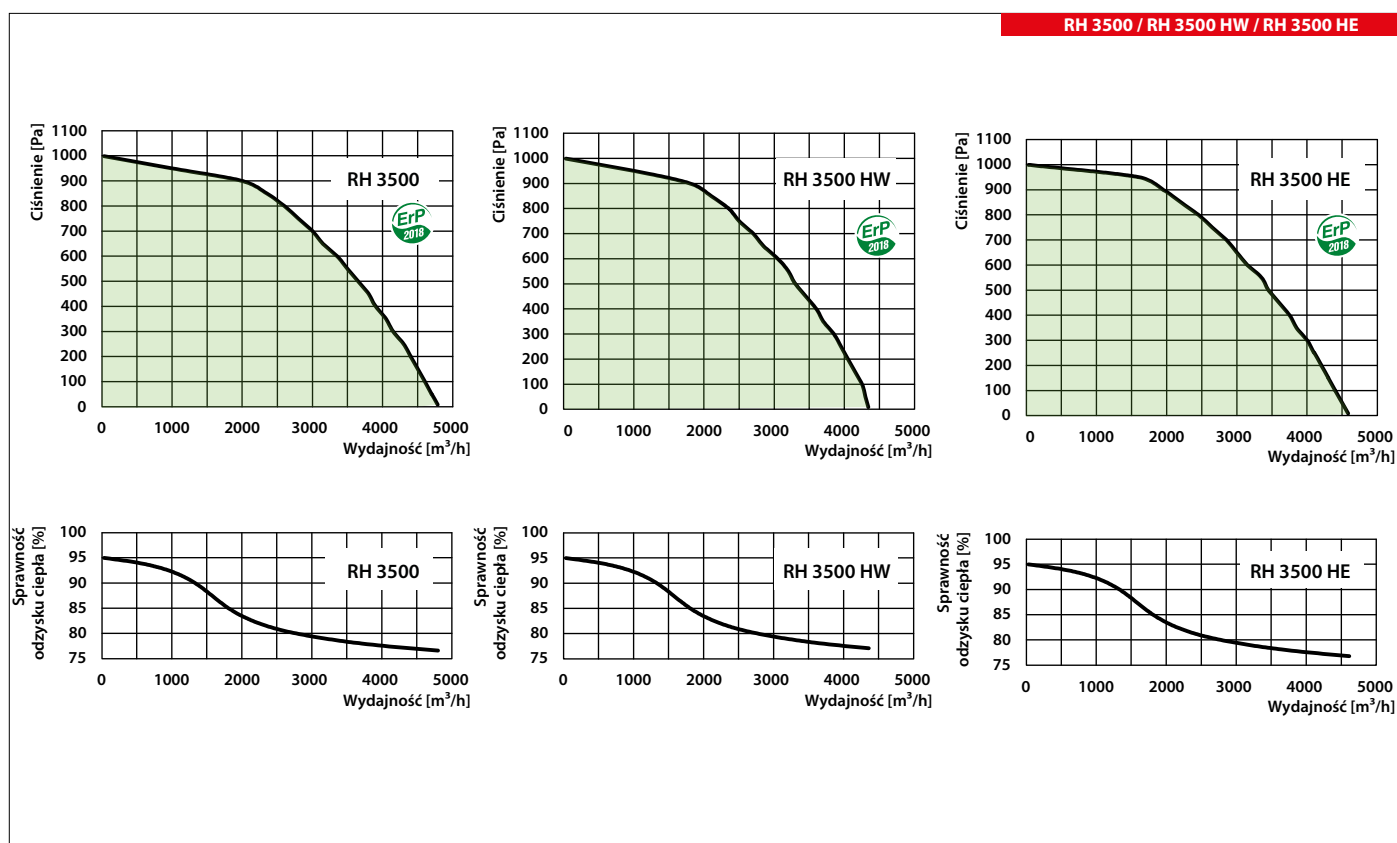 RH 3500 / RH 3500 HW / RH 3500 HE
Ciśnienie [Pa]
1100
1000
900
800
700
600
500
400
300
200
100
0
RH 3500
ErP
2018
0 1000 2000 3000 4000 5000
Wydajność [m³/h]
Ciśnienie [Pa]
1100
1000
900
800
700
600
500
400
300
200
100
0
RH 3500 HW
ErP
2018
0 1000 2000 3000 4000 5000
Wydajność [m³/h]
Ciśnienie [Pa]
1100
1000
900
800
700
600
500
400
300
200
100
0
RH 3500 HE
ErP
2018
0 1000 2000 3000 4000 5000
Wydajność [m³/h]
Sprawność
odzysku ciepła [%]
100
95
90
85
80
75
RH 3500
0 1000 2000 3000 4000 5000
Wydajność [m³/h]
Sprawność
odzysku ciepła [%]
100
95
90
85
80
75
RH 3500 HW
0 1000 2000 3000 4000 5000
Wydajność [m³/h]
Sprawność
odzysku ciepła [%]
100
95
90
85
80
75
RH 3500 HE
0 1000 2000 3000 4000 5000
Wydajność [m³/h]